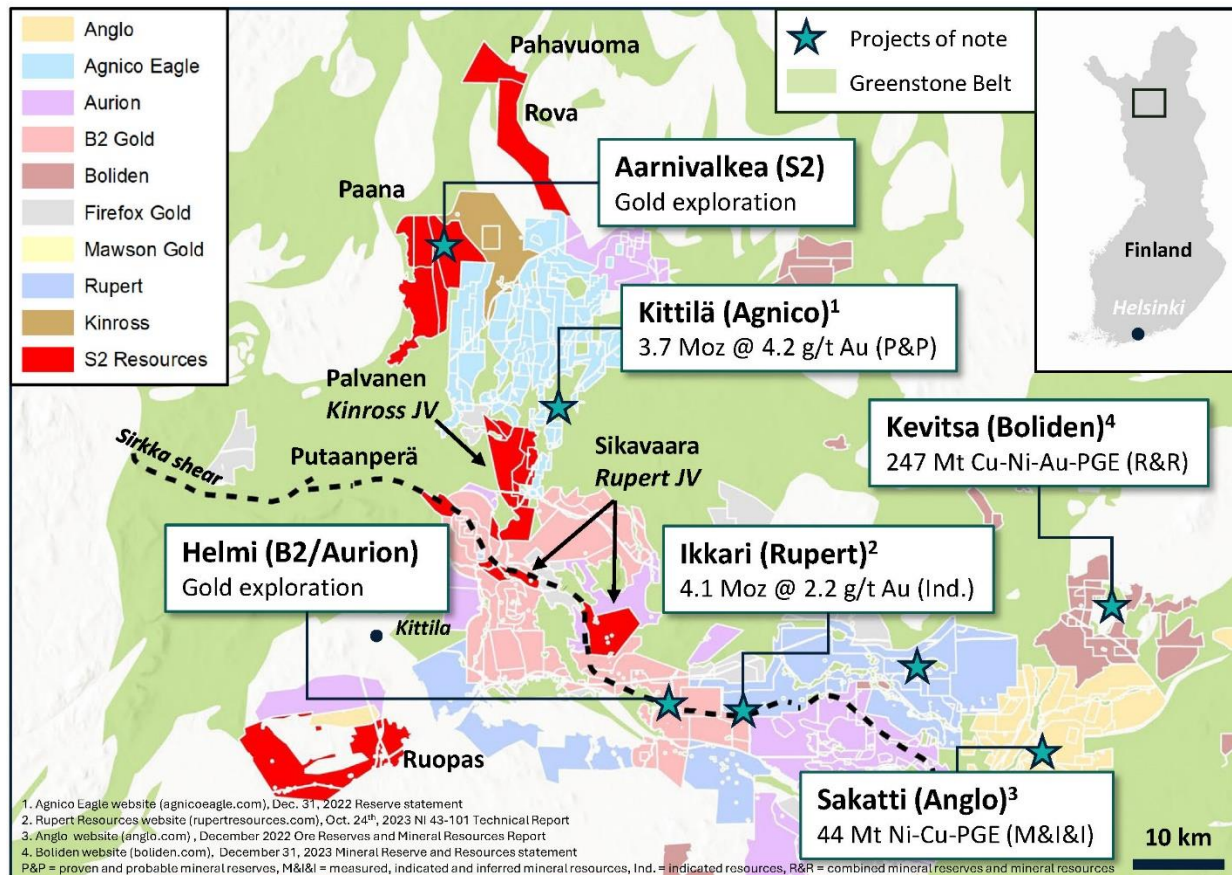 Anglo
Agnico Eagle
Aurion
B2 Gold
Boliden
Firefox Gold
Mawson Gold
Rupert
Kinross
S2 Resources
Projects of note
Greenstone Belt
Finland
Helsinki
Pahavuoma
Rova
Paana
Aarnivalkea (S2)
Gold exploration
Kittilä (Agnico)1
3.7 Moz @ 4.2 g/t Au (P&P)
Palvanen
Kinross JV
Sikavaara
Rupert JV
Kevitsa (Boliden)4
247 Mt Cu-Ni-Au-PGE (R&R)
Sirkka shear
Putaanperä
Helmi (B2/Aurion)
Gold exploration
Ikkari (Rupert)2
4.1 Moz @ 2.2 g/t Au (Ind.)
Kittila
Ruopas
Sakatti (Anglo)3
44 Mt Ni-Cu-PGE (M&I&I)
10 km
1. Agnico Eagle website (agnicoeagle.com), Dec. 31, 2022 Reserve statement
2. Rupert Resources website (rupertresources.com), Oct. 24th, 2023 NI 43-101 Technical Report
3. Anglo website (anglo.com) , December 2022 Ore Reserves and Mineral Resources Report
4. Boliden website (boliden.com), December 31, 2023 Mineral Reserve and Resources statement
P&P = proven and probable mineral reserves, M&I&I = measured, indicated and inferred mineral resources, Ind. = indicated resources, R&R = combined mineral reserves and mineral resources